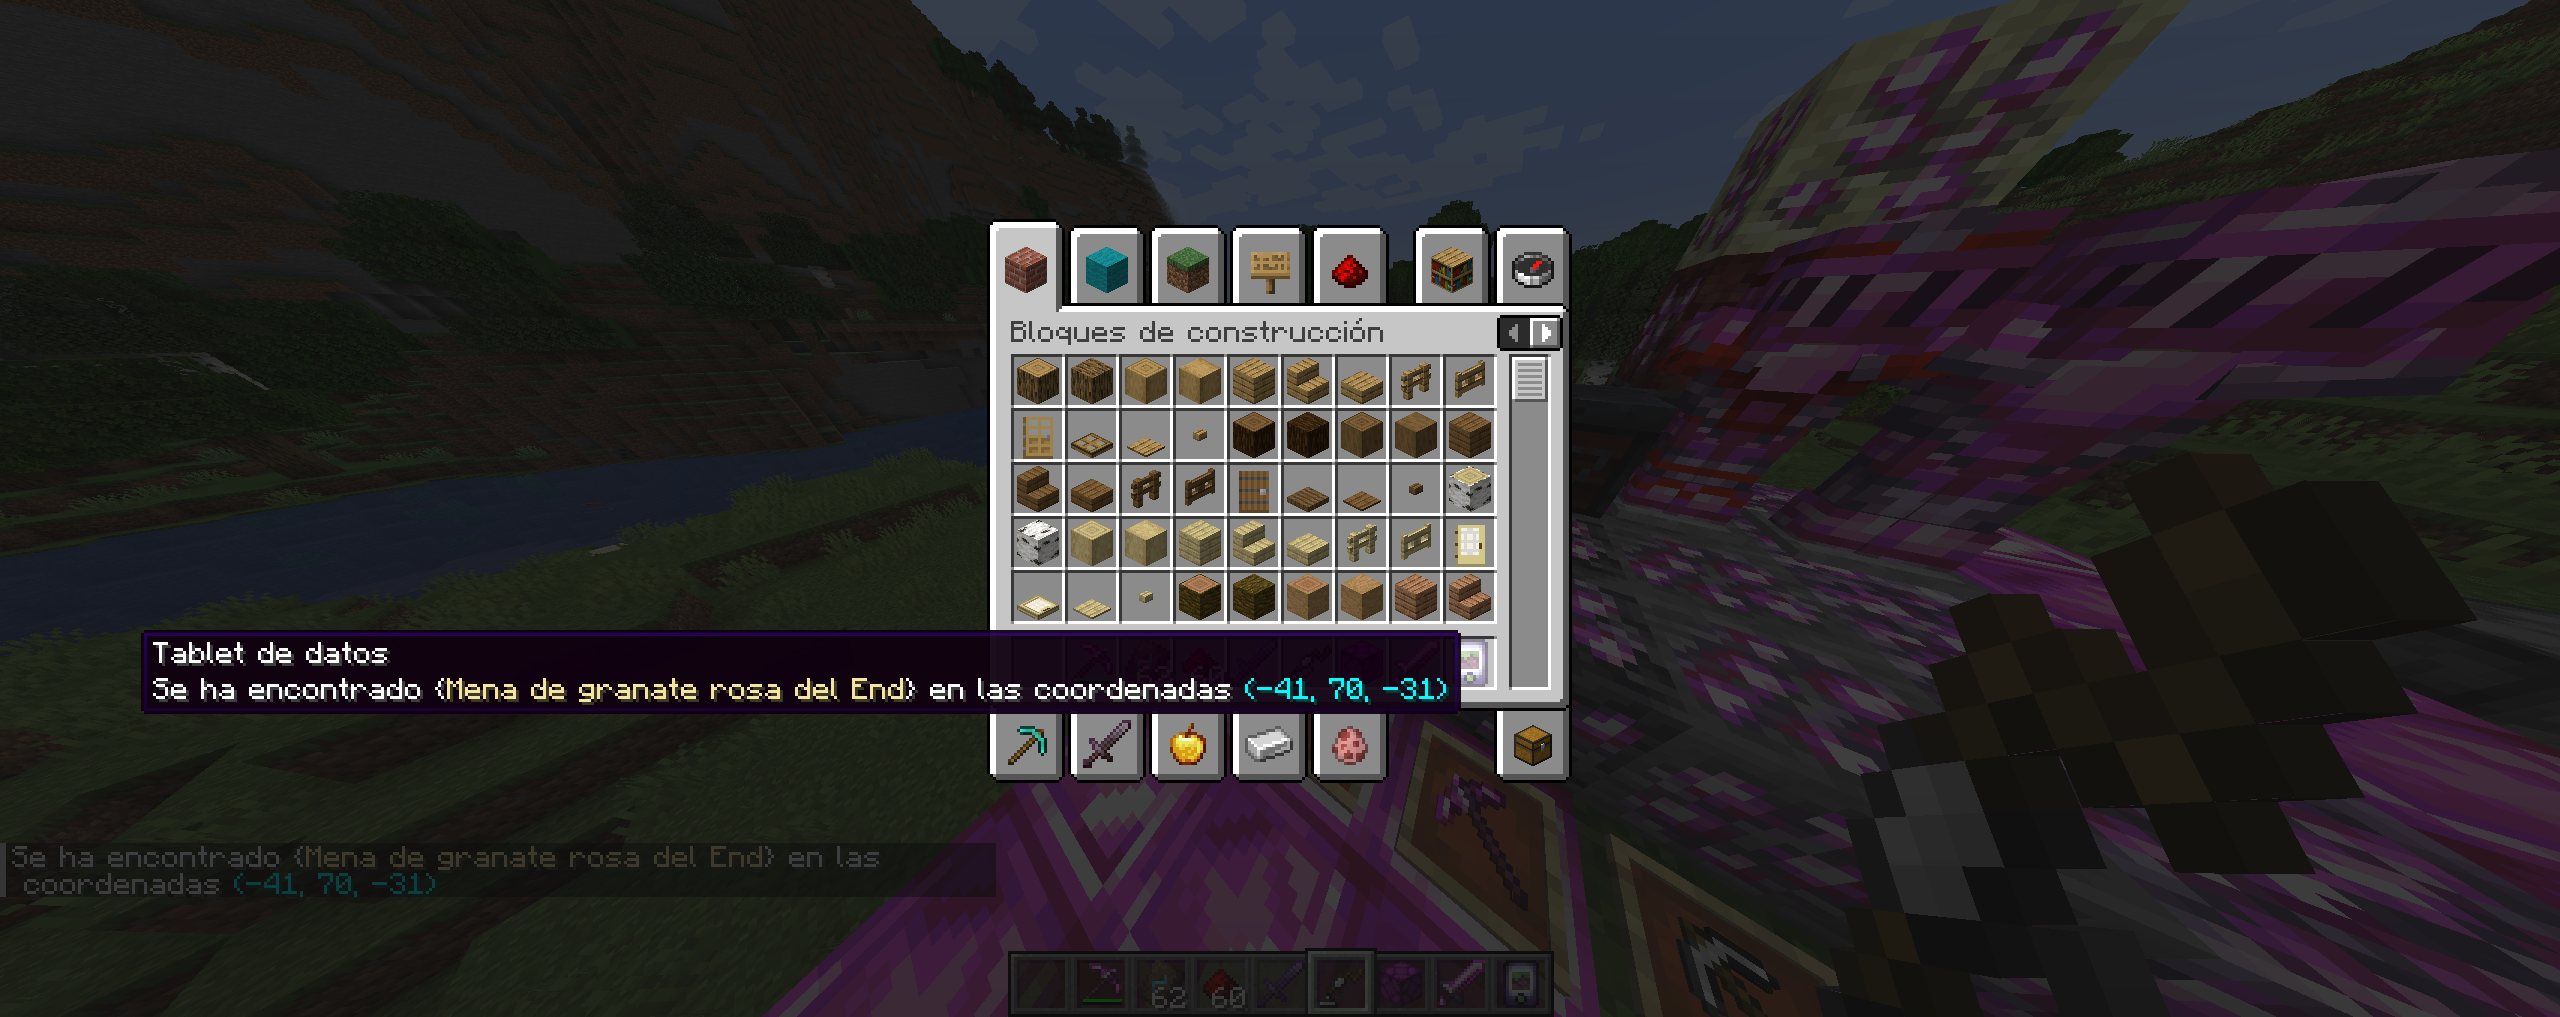 Bloques de construcción
Tablet de datos
Se ha encontrado (Mena de granate rosa del End) en las coordenadas (-41, 70, -31)
Se ha encontrado (Mena de granate rosa del End) en las
coordenadas (-41, 70, -31)
62 60